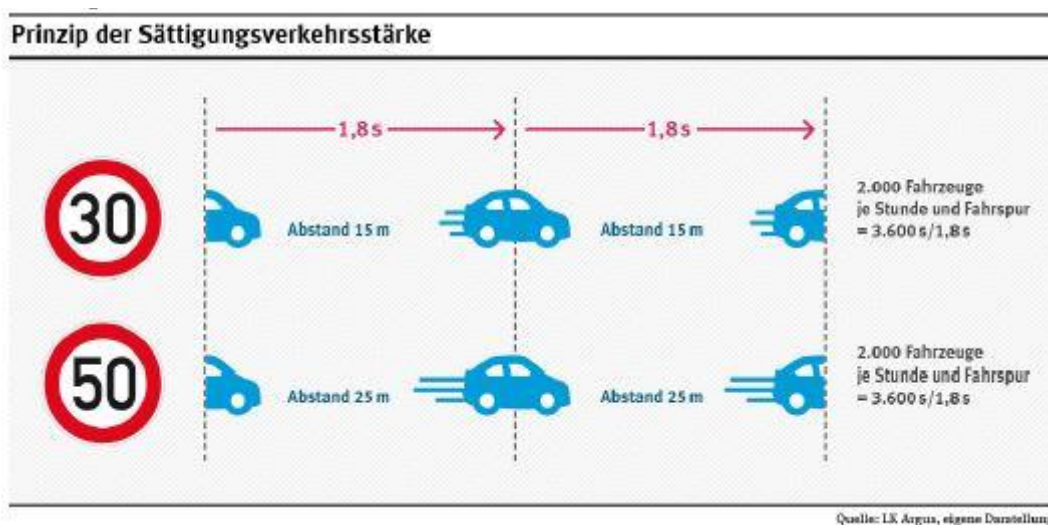 Prinzip der Sättigungsverkehrsstärke
1,8 s
1,8 s
30
Abstand 15 m
Abstand 15 m
2.000 Fahrzeuge
je Stunde und Fahrspur
= 3.600 s/1,8 s
50
Abstand 25 m
Abstand 25 m
2.000 Fahrzeuge
je Stunde und Fahrspur
= 3.600 s/1,8 s
Quelle: LK Argus, eigene Darstellung